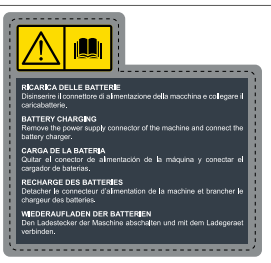 RICARICA DELLE BATTERIE
Disinserire il connettore di alimentazione della macchina e collegare il
caricabatterie.
BATTERY CHARGING
Remove the power supply connector of the machine and connect the
battery charger.
CARGA DE LA BATERIA
Quitar el conector de alimentación de la máquina y conectar el
cargador de baterias.
RECHARGE DES BATTERIES
Detacher le connecteur d'alimentation de la machine et brancher le
chargeur des batteries.
WIEDERAUFLADEN DER BATTERIEN
Den Ladestecker der Maschine abschalten und mit dem Ladegeraet
verbinden.